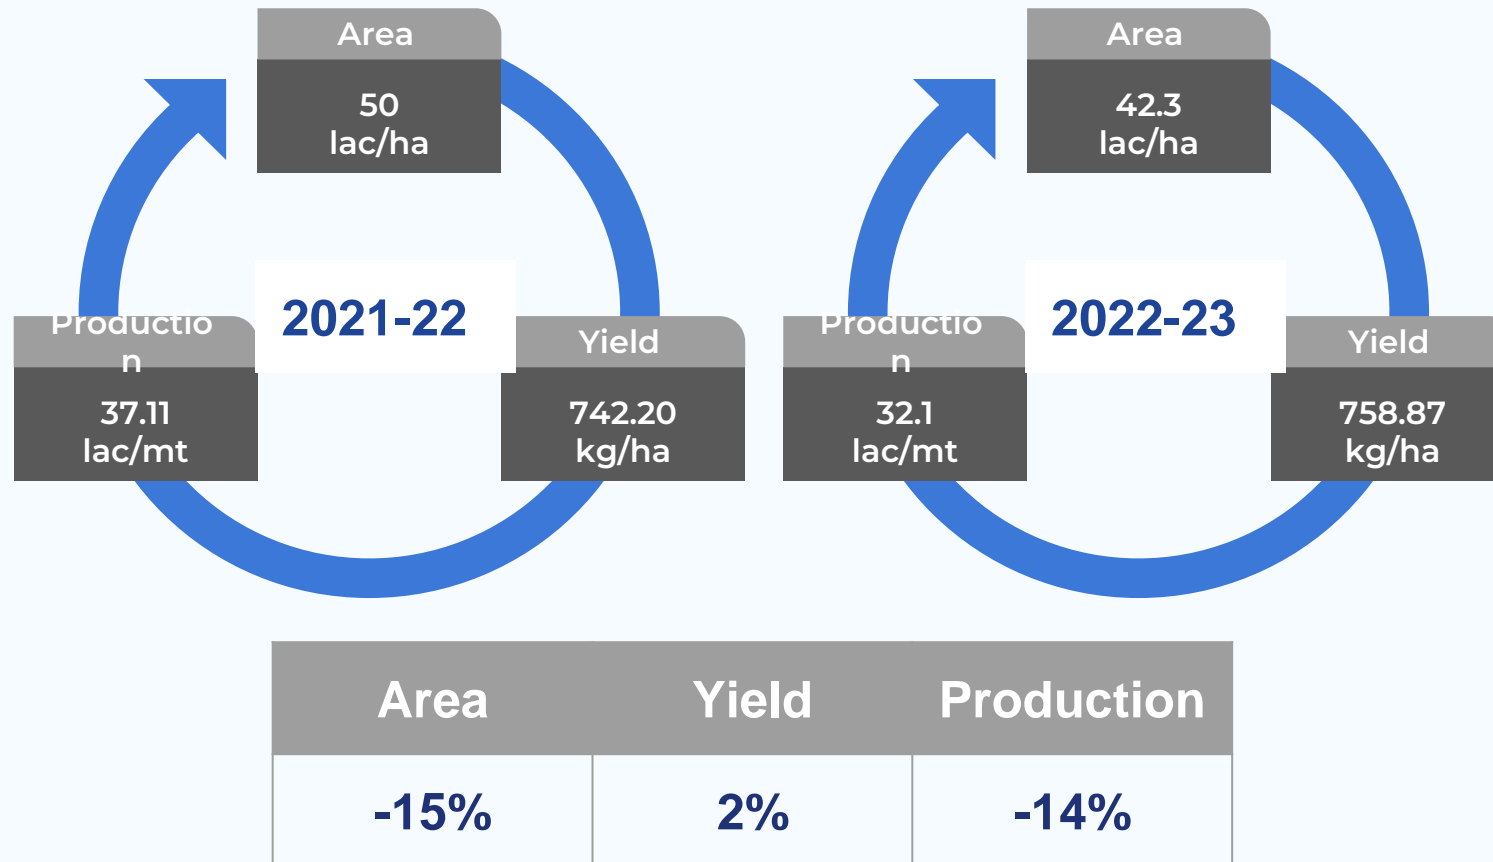 Area
50
lac/ha
2021-22
Productio
n
37.11
lac/mt
Yield
742.20
kg/ha
Area
42.3
lac/ha
2022-23
Productio
n
32.1
lac/mt
Yield
758.87
kg/ha
Area Yield Production
-15% 2% -14%